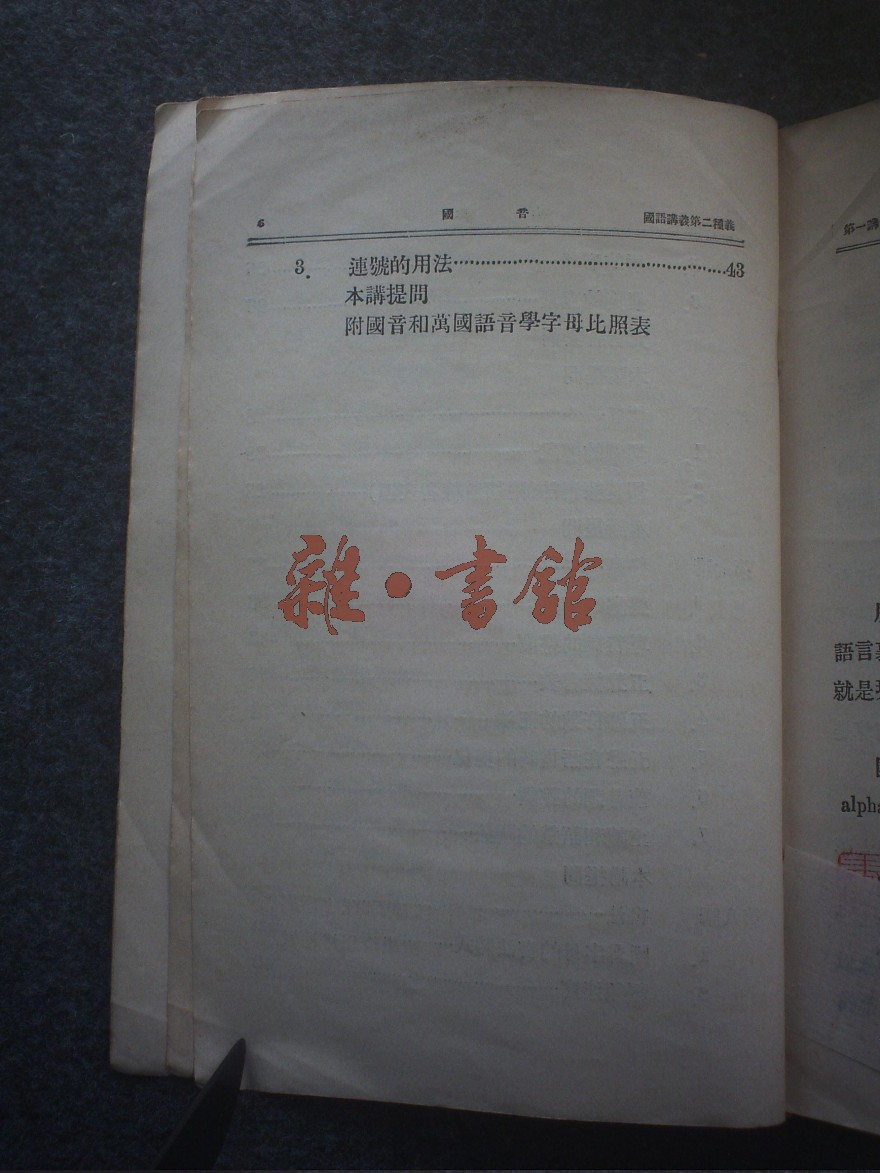 6 國音 國語講義第二種義
3. 連號的用法 43
本講提問
附國音和萬國語音學字母比照表
雜·書館
第一講
語言
就是
alpha